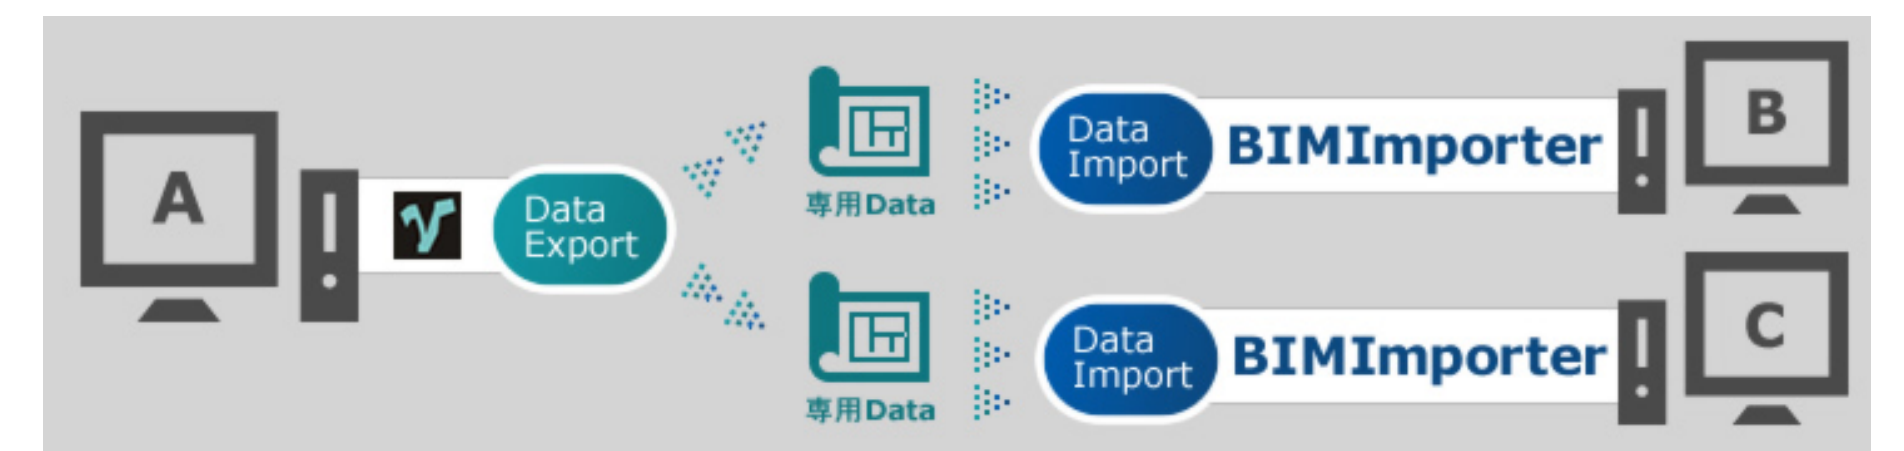 A
Data
Export
専用Data
Data
Import
BIMImporter
B
専用Data
Data
Import
BIMImporter
C